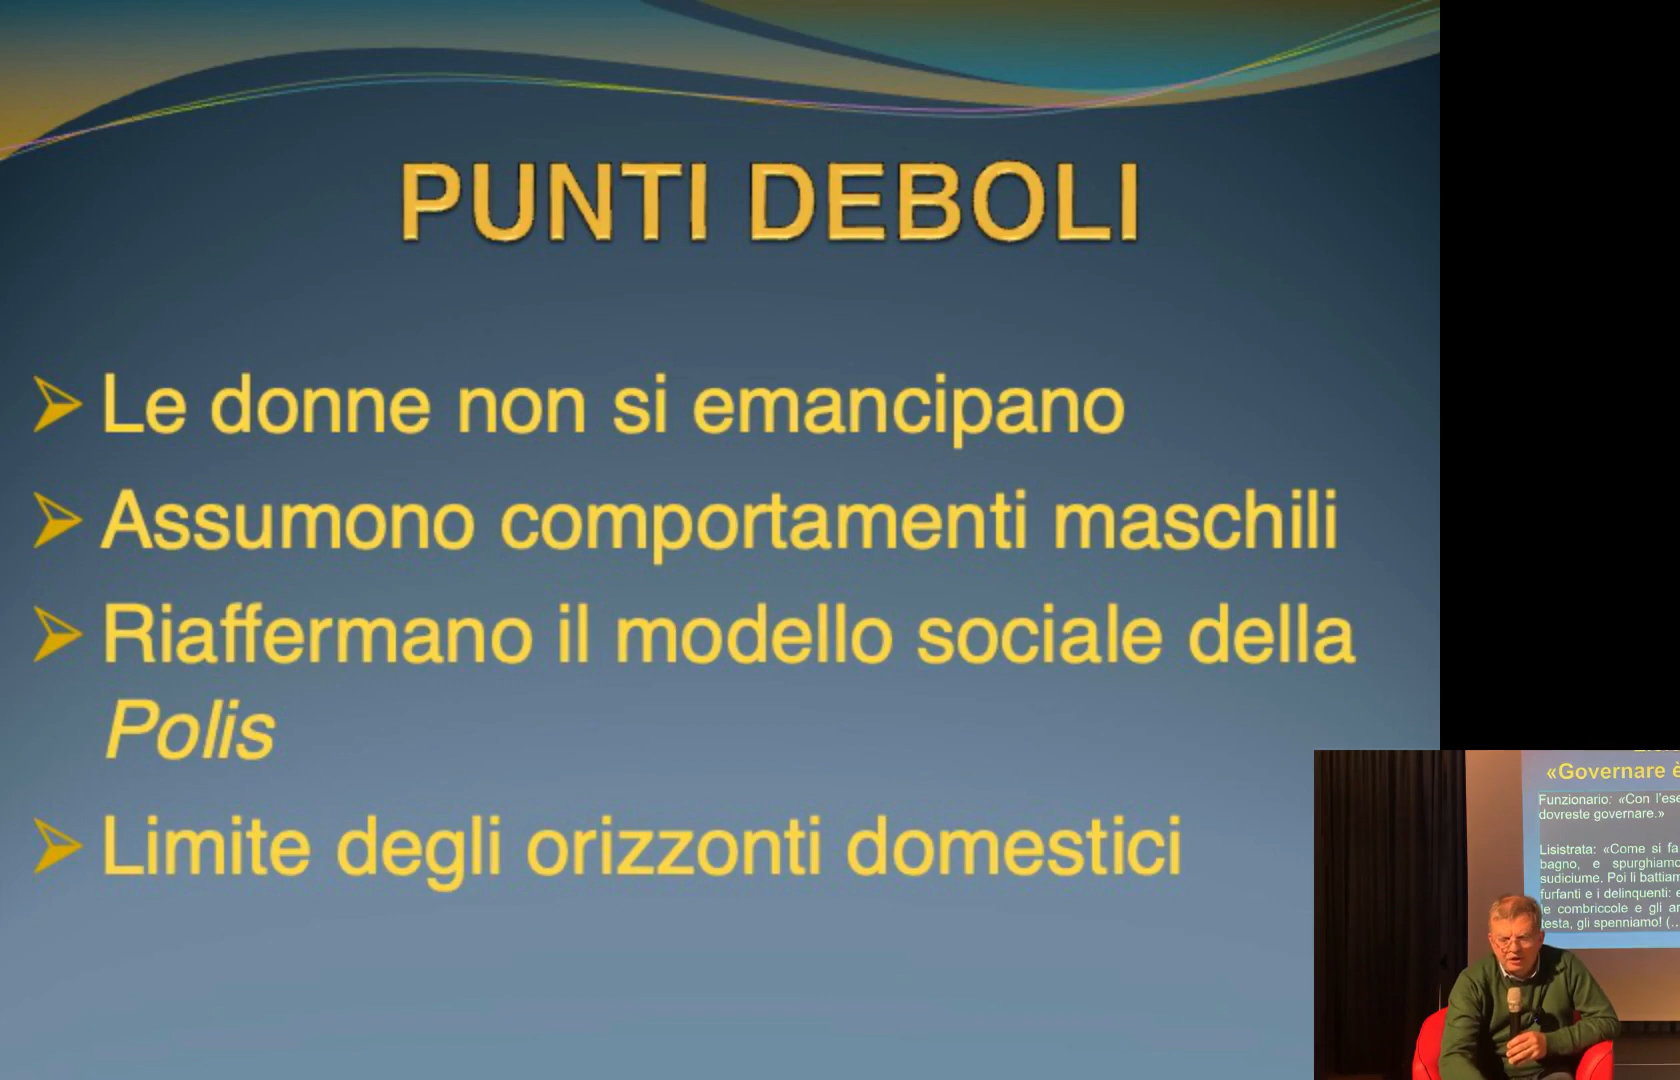 PUNTI DEBOLI
Le donne non si emancipano
Assumono comportamenti maschili
Riaffermano il modello sociale della
Polis
Limite degli orizzonti domestici
«Governare è
Funzionario: «Con l'ese
dovreste governare.»
Lisistrata: «Come si fa
bagno, e spurghiamo
sudiciume. Poi li battiam
furfanti e i delinquenti: e
le combriccole e gli
testa, gli spenniamo! (..